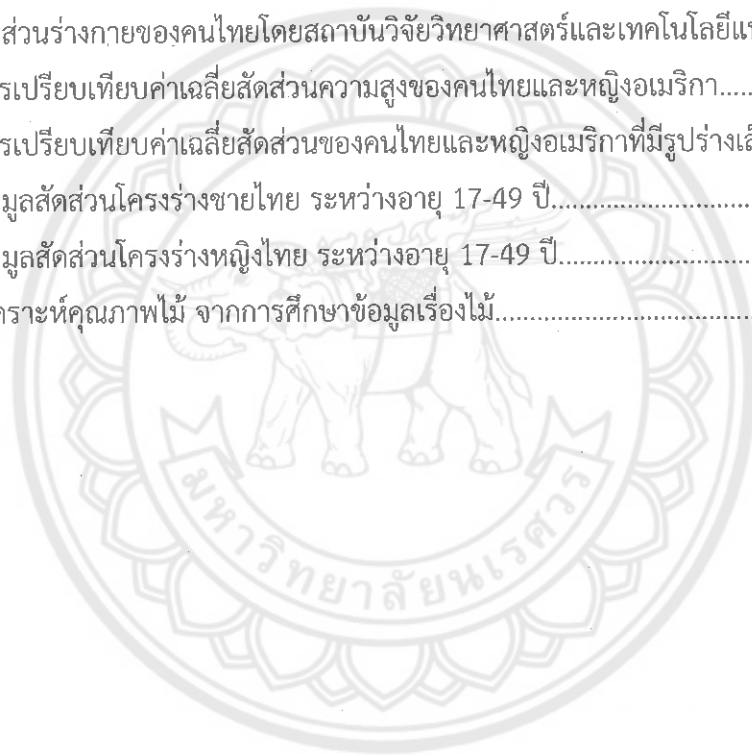 ส่วนร่างกายของคนไทยโดยสถาบันวิจัยวิทยาศาสตร์และเทคโนโลยีแ
รเปรียบเทียบค่าเฉลี่ยสัดส่วนความสูงของคนไทยและหญิงอเมริกา.....
รเปรียบเทียบค่าเฉลี่ยสัดส่วนของคนไทยและหญิงอเมริกาที่มีรูปร่างเล็
มูลสัดส่วนโครงร่างชายไทย ระหว่างอายุ 17-49 ปี..............................
มูลสัดส่วนโครงร่างหญิงไทย ระหว่างอายุ 17-49 ปี.............................
คราะห์คุณภาพไม้ จากการศึกษาข้อมูลเรื่องไม้.....................................
มหาวิทยาลัยนเรศวร